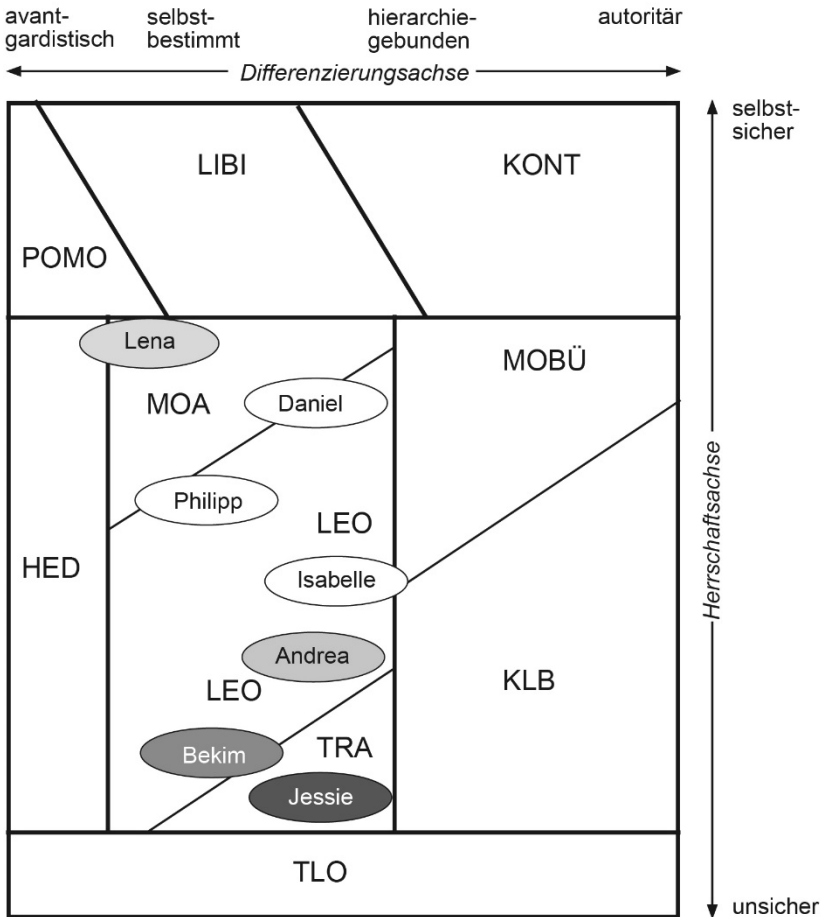 avant-
gardistisch
selbst-
bestimmt
hierarchie-
gebunden
autoritär
Differenzierungsachse
selbst-
sicher
LIBI
KONT
POMO
Lena
MOBÜ
MOA
Daniel
Philipp
LEO
HED
Isabelle
Herrschaftsachse
Andrea
LEO
KLB
TRA
Bekim
Jessie
TLO
unsicher